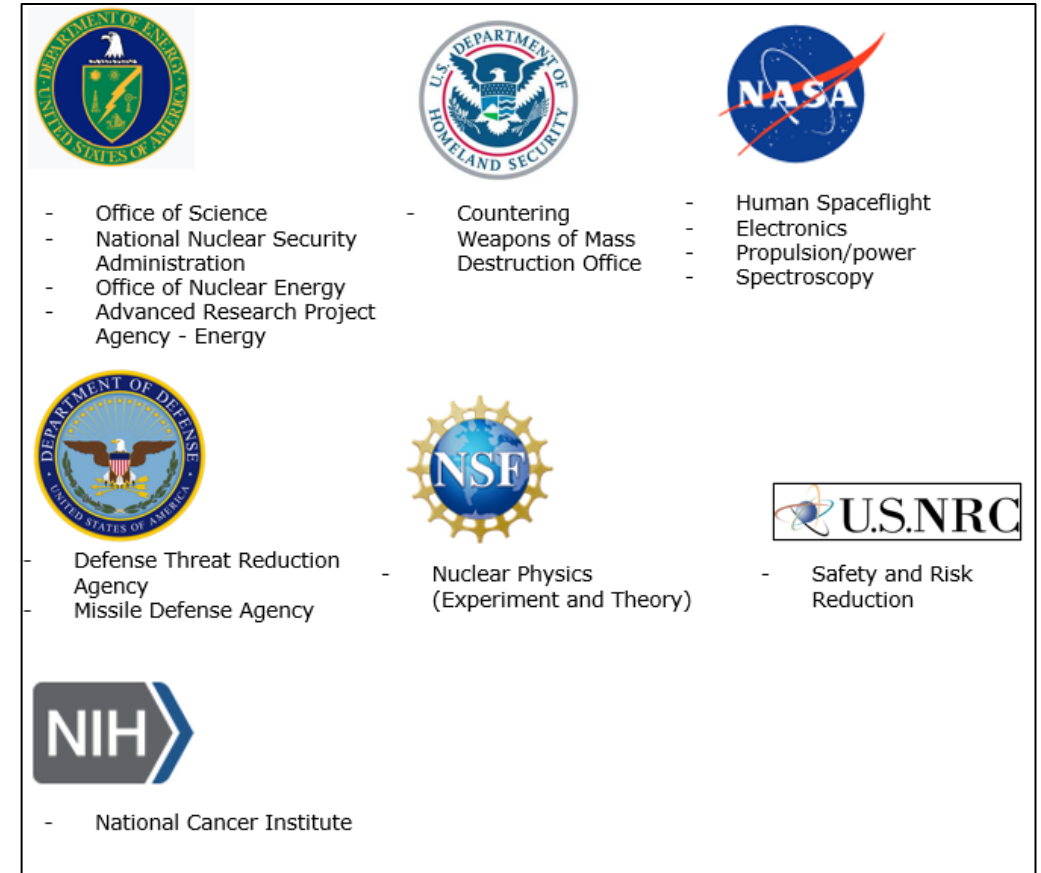 DEPARTMENT OF ENERGY
UNITED STATES OF AMERICA
U.S. DEPARTMENT OF
HOMELAND SECURITY
NASA
- Office of Science
- National Nuclear Security
Administration
- Office of Nuclear Energy
- Advanced Research Project
Agency - Energy
- Countering
Weapons of Mass
Destruction Office
- Human Spaceflight
- Electronics
- Propulsion/power
- Spectroscopy
DEPARTMENT OF DEFENSE
UNITED STATES OF AMERICA
NSF
U.S.NRC
- Defense Threat Reduction
Agency
- Missile Defense Agency
- Nuclear Physics
(Experiment and Theory)
- Safety and Risk
Reduction
NIH
- National Cancer Institute